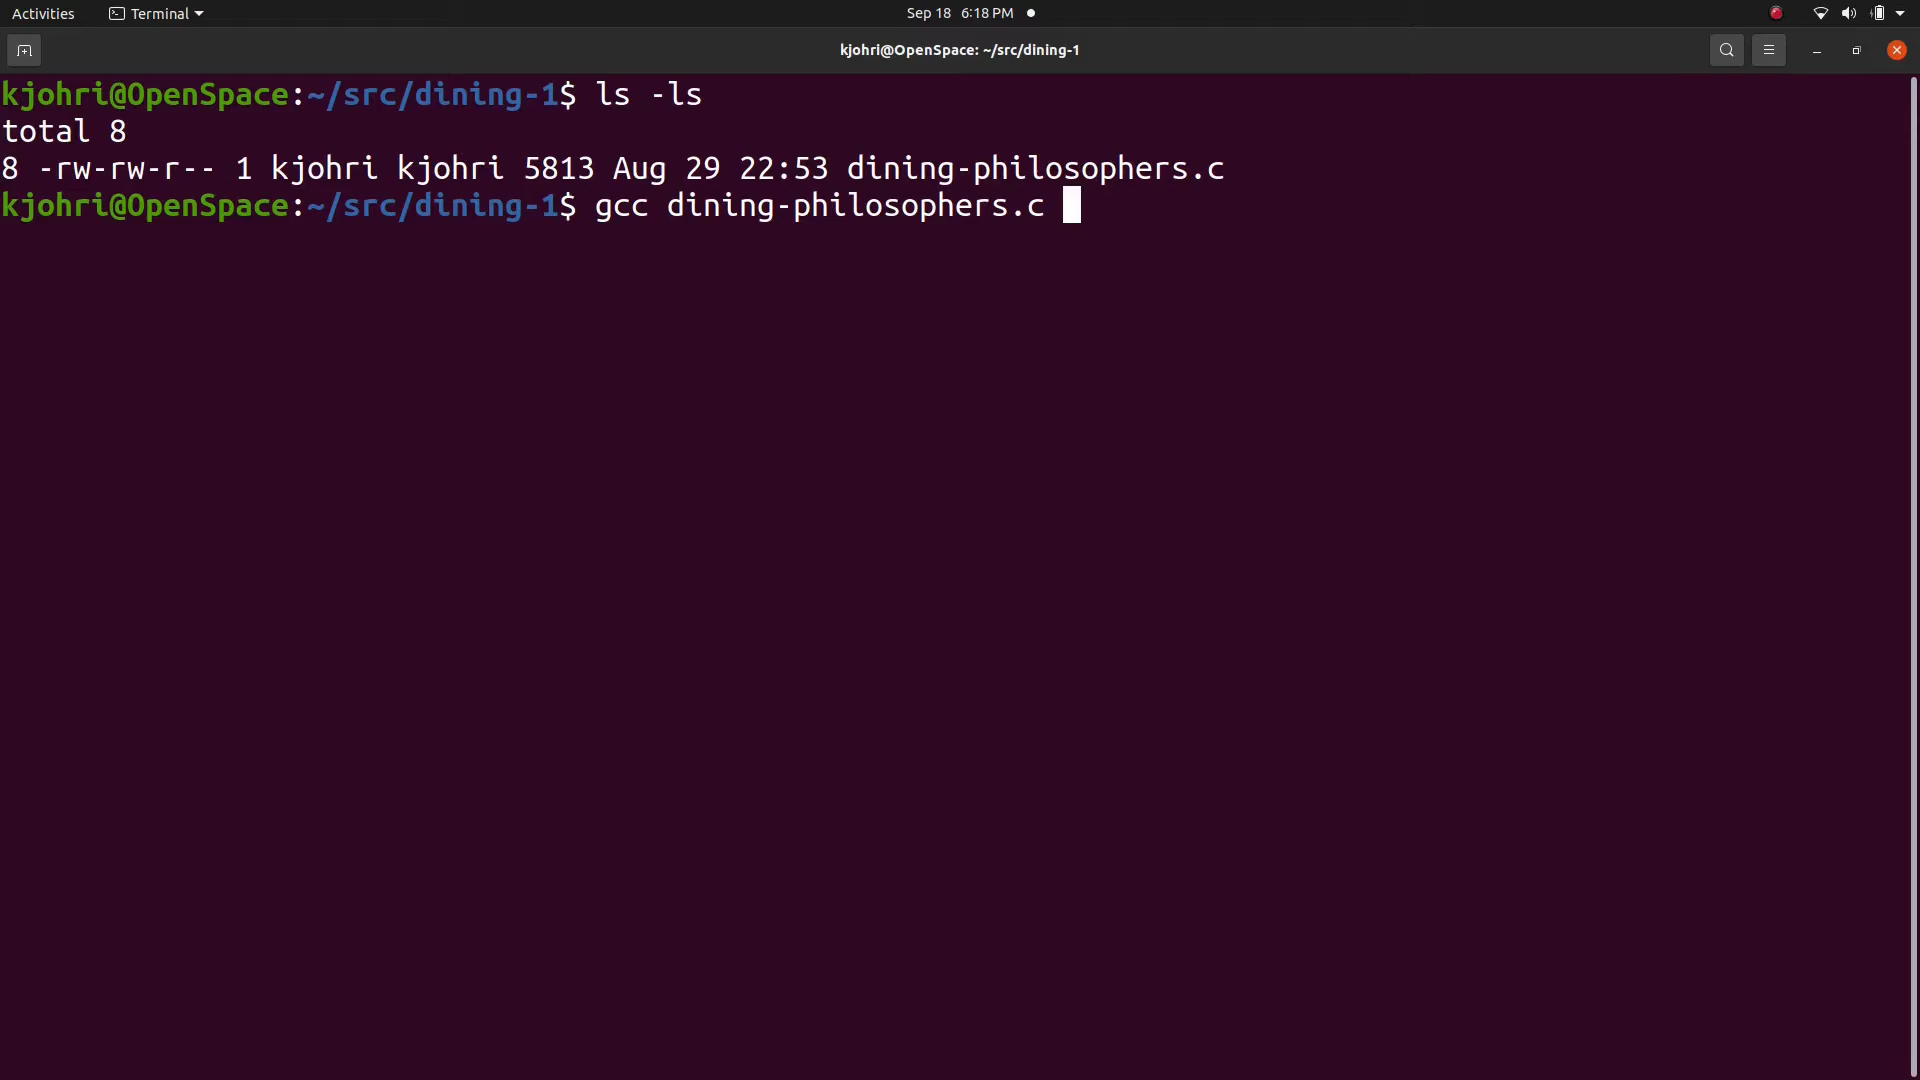 Activities Terminal Sep 18 6:18 PM
kjohri@OpenSpace: ~/src/dining-1
kjohri@OpenSpace:~/src/dining-1$ ls -ls
total 8
8 -rw-rw-r-- 1 kjohri kjohri 5813 Aug 29 22:53 dining-philosophers.c
kjohri@OpenSpace:~/src/dining-1$ gcc dining-philosophers.c